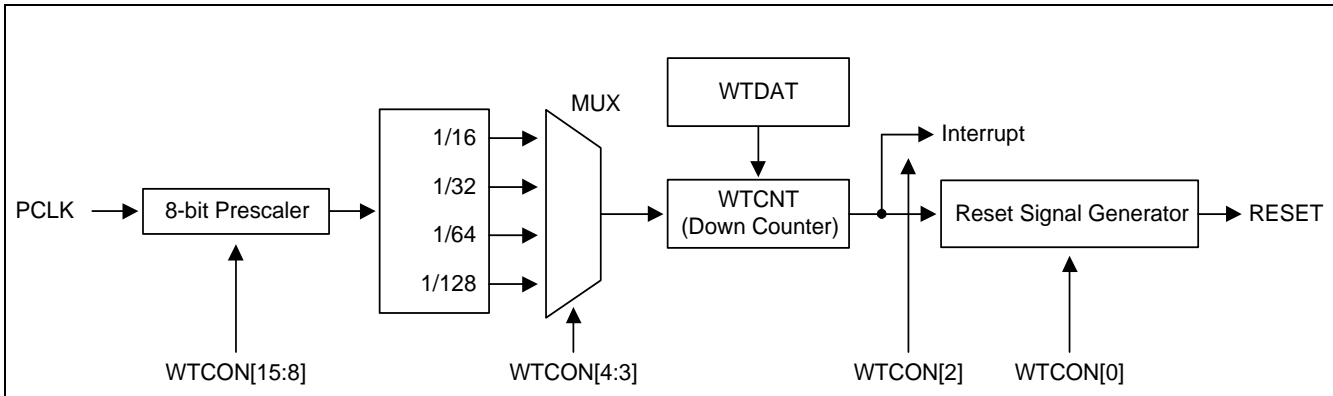 MUX
WTDAT
1/16
1/32
1/64
1/128
Interrupt
PCLK
8-bit Prescaler
WTCNT
(Down Counter)
Reset Signal Generator
RESET
WTCON[15:8]
WTCON[4:3]
WTCON[2]
WTCON[0]